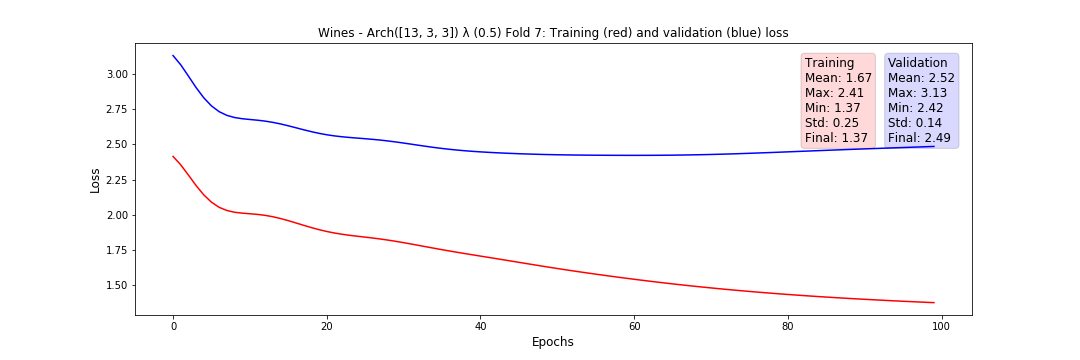 Wines - Arch([13, 3, 3]) λ (0.5) Fold 7: Training (red) and validation (blue) loss
Training
Mean: 1.67
Max: 2.41
Min: 1.37
Std: 0.25
Final: 1.37
Validation
Mean: 2.52
Max: 3.13
Min: 2.42
Std: 0.14
Final: 2.49
Loss
3.00
2.75
2.50
2.25
2.00
1.75
1.50
0
20
40
60
80
100
Epochs